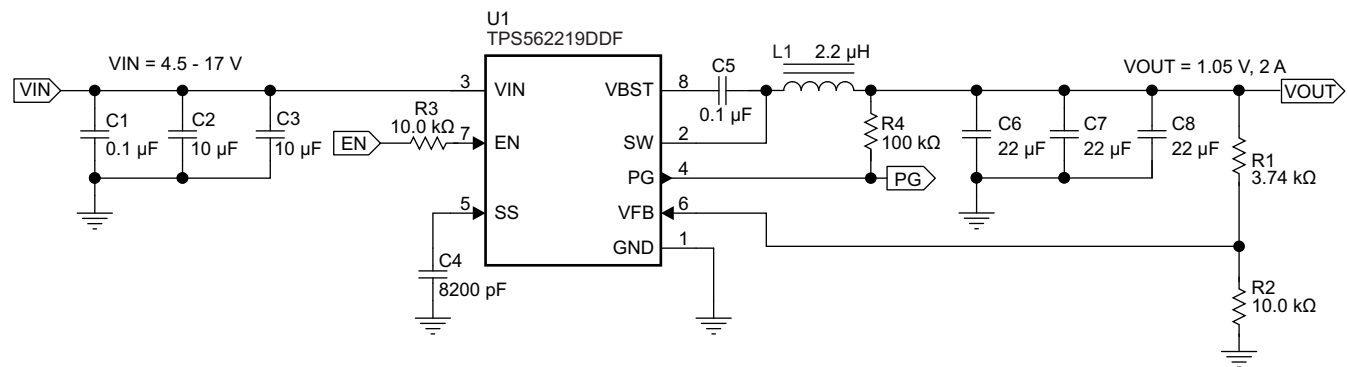 U1
TPS562219DDF
VIN = 4.5 - 17 V
L1 2.2 µH
VOUT = 1.05 V, 2 A
VIN
3 VIN
VBST 8
C5
0.1 µF
VOUT
C1
0.1 µF
C2
10 µF
C3
10 µF
R3
10.0 kΩ
EN
7 EN
SW 2
R4
100 kΩ
C6
22 µF
C7
22 µF
C8
22 µF
R1
3.74 kΩ
PG 4
PG
5 SS
VFB 6
GND 1
C4
8200 pF
R2
10.0 kΩ